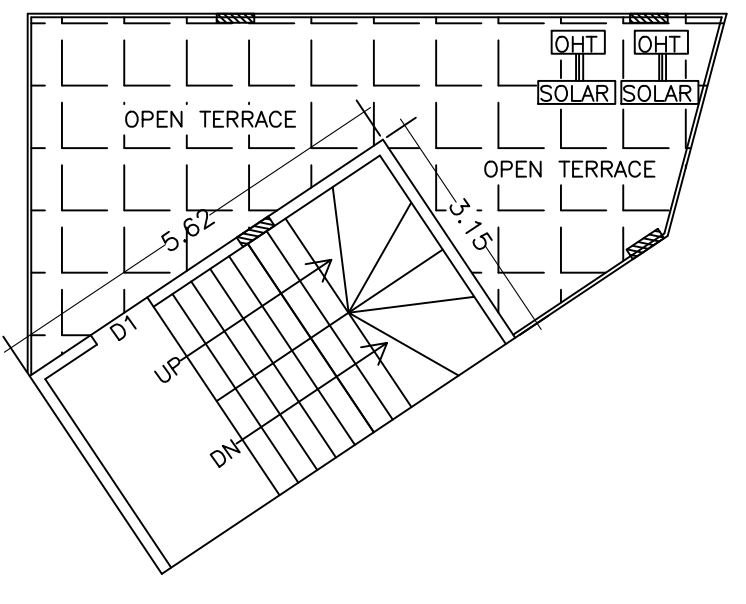 OHT OHT
SOLAR SOLAR
OPEN TERRACE
OPEN TERRACE
5.62
3.15
D1
UP
DN